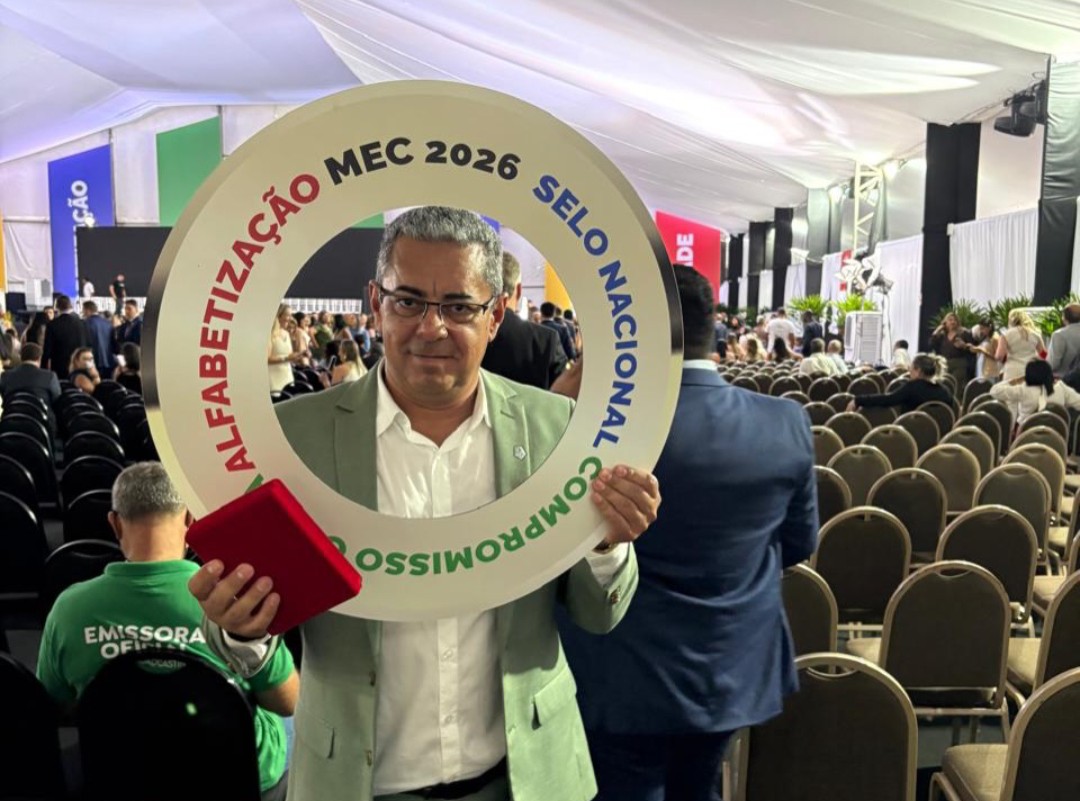 MEC 2026
SELO NACIONAL
COMPROMISSO
ALFABETIZAÇÃO
EMISSORA
OFICIAL